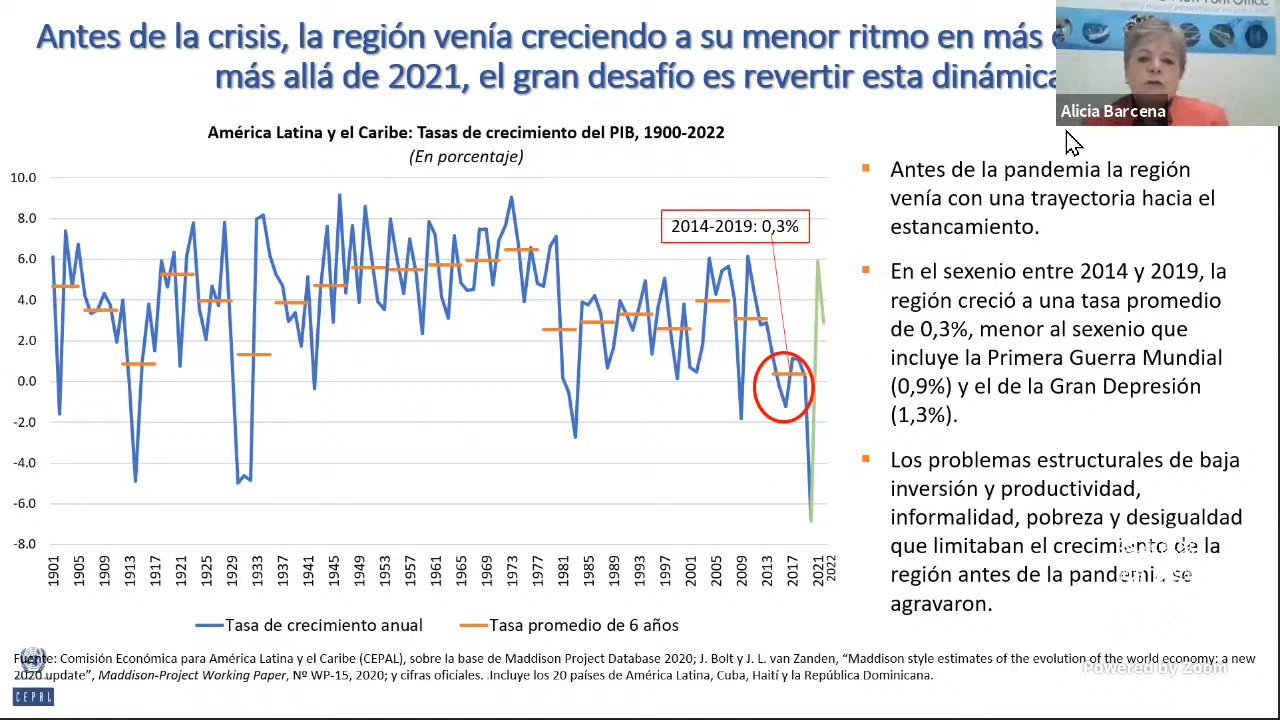 Antes de la crisis, la región venía creciendo a su menor ritmo en más
más allá de 2021, el gran desafío es revertir esta dinámica
Alicia Barcena
América Latina y el Caribe: Tasas de crecimiento del PIB, 1900-2022
(En porcentaje)
10.0
8.0
6.0
4.0
2.0
0.0
-2.0
-4.0
-6.0
-8.0
2014-2019: 0,3%
1901 1905 1909 1913 1917 1921 1925 1929 1933 1937 1941 1945 1949 1953 1957 1961 1965 1969 1973 1977 1981 1985 1989 1993 1997 2001 2005 2009 2013 2017 2021 2022
Tasa de crecimiento anual
Tasa promedio de 6 años
▪ Antes de la pandemia la región
venía con una trayectoria hacia el
estancamiento.
▪ En el sexenio entre 2014 y 2019, la
región creció a una tasa promedio
de 0,3%, menor al sexenio que
incluye la Primera Guerra Mundial
(0,9%) y el de la Gran Depresión
(1,3%).
▪ Los problemas estructurales de baja
inversión y productividad,
informalidad, pobreza y desigualdad
que limitaban el crecimiento de la
región antes de la pandemia se
agravaron.
Fuente: Comisión Económica para América Latina y el Caribe (CEPAL), sobre la base de Maddison Project Database 2020; J. Bolt y J. L. van Zanden, “Maddison style estimates of the evolution of the world economy: a new
2020 update”, Maddison-Project Working Paper, Nº WP-15, 2020; y cifras oficiales. .Incluye los 20 países de América Latina, Cuba, Haití y la República Dominicana.
Powered by Zoom
CEPAL